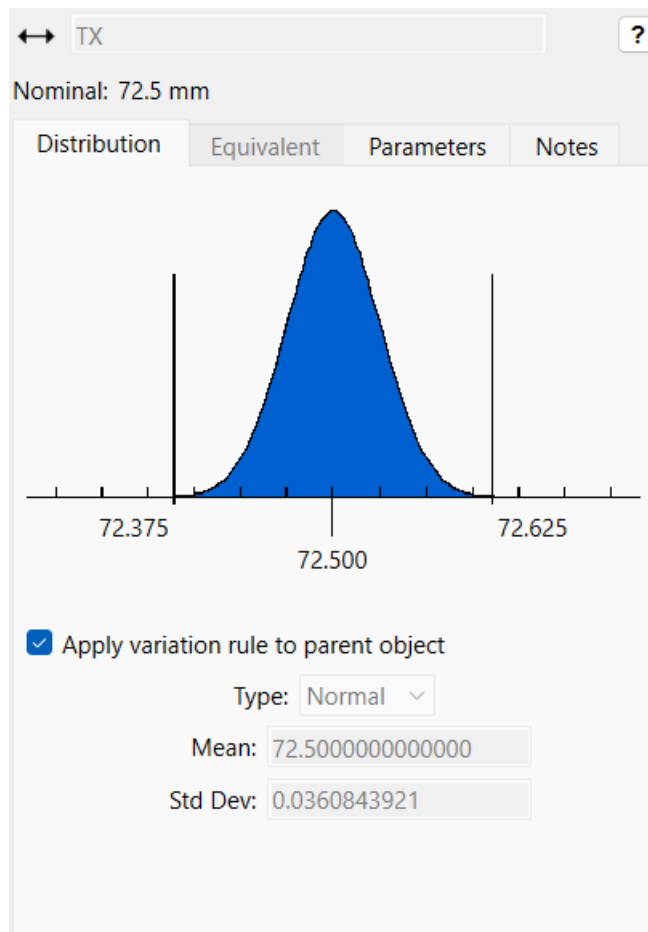 TX ?
Nominal: 72.5 mm
Distribution Equivalent Parameters Notes
72.375 72.625
72.500
Apply variation rule to parent object
Type: Normal
Mean: 72.5000000000000
Std Dev: 0.0360843921